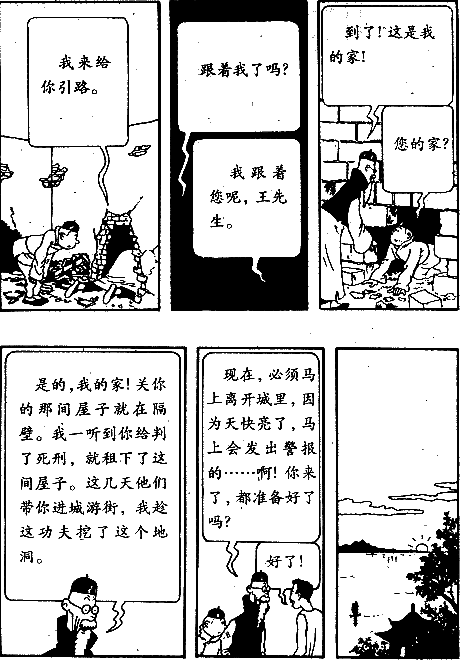 我来给
你引路。
跟着我了吗？
我跟着
您呢，王先
生。
到了！这是我
的家！
您的家？
是的，我的家！关你
的那间屋子就在隔
壁。我一听到你给判
了死刑，就租下了这
间屋子。这几天他们
带你进城游街，我趁
这功夫挖了这个地
洞。
现在，必须马
上离开城里，因
为天快亮了，马
上会发出警报
的……啊！你来
了，都准备好了
吗？
好了！